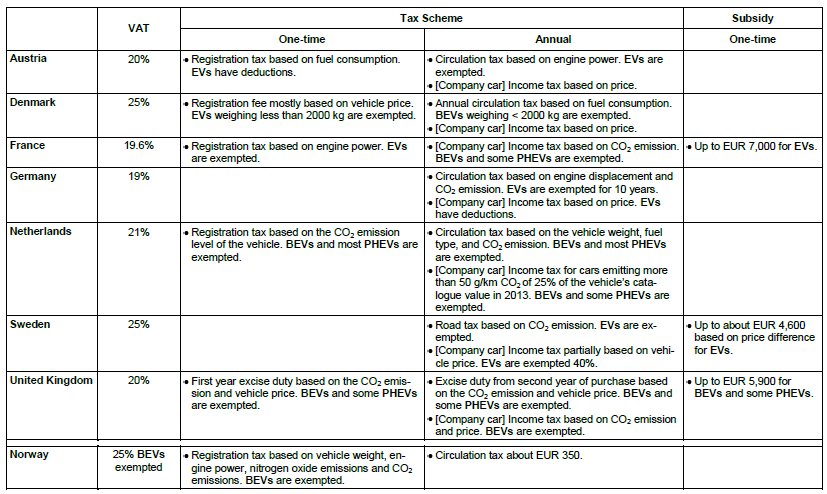 VAT
Tax Scheme
Subsidy
One-time
Annual
One-time
Austria
20%
• Registration tax based on fuel consumption.
EVs have deductions.
• Circulation tax based on engine power. EVs are
exempted.
• [Company car] Income tax based on price.
Denmark
25%
• Registration fee mostly based on vehicle price.
EVs weighing less than 2000 kg are exempted.
• Annual circulation tax based on fuel consumption.
BEVs weighing < 2000 kg are exempted.
• [Company car] Income tax based on price.
France
19.6%
• Registration tax based on engine power. EVs
are exempted.
• [Company car] Income tax based on CO₂ emission.
BEVs and some PHEVs are exempted.
• Up to EUR 7,000 for EVs.
Germany
19%
• Circulation tax based on engine displacement and
CO₂ emission. EVs are exempted for 10 years.
• [Company car] Income tax based on price. EVs
have deductions.
Netherlands
21%
• Registration tax based on the CO₂ emission
level of the vehicle. BEVs and most PHEVs are
exempted.
• Circulation tax based on the vehicle weight, fuel
type, and CO₂ emission. BEVs and most PHEVs
are exempted.
• [Company car] Income tax for cars emitting more
than 50 g/km CO₂ of 25% of the vehicle's cata-
logue value in 2013. BEVs and some PHEVs are
exempted.
Sweden
25%
• Road tax based on CO₂ emission. EVs are ex-
empted.
• [Company car] Income tax partially based on vehi-
cle price. EVs are exempted 40%.
• Up to about EUR 4,600
based on price difference
for EVs.
United Kingdom
20%
• First year excise duty based on the CO₂ emis-
sion and vehicle price. BEVs and some PHEVs
are exempted.
• Excise duty from second year of purchase based
on the CO₂ emission and vehicle price. BEVs and
some PHEVs are exempted.
• [Company car] Income tax based on CO₂ emission
and price. BEVs are exempted.
• Up to EUR 5,900 for
BEVs and some PHEVs.
Norway
25% BEVs
exempted
• Registration tax based on vehicle weight, en-
gine power, nitrogen oxide emissions and CO₂
emissions. BEVs are exempted.
• Circulation tax about EUR 350.